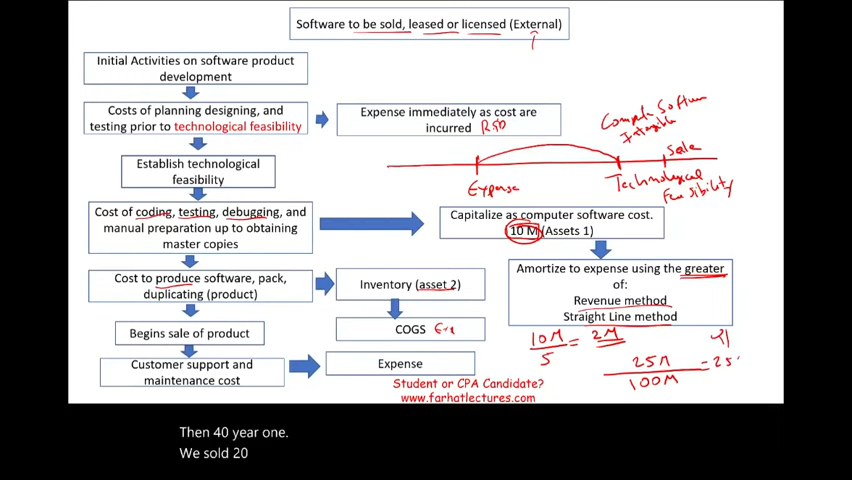 Software to be sold, leased or licensed (External)
Initial Activities on software product
development
Costs of planning designing, and
testing prior to technological feasibility
Expense immediately as cost are
incurred R&D
Establish technological
feasibility
Computer Software
Intangible
Sale
Expense
Technological
Feasibility
Cost of coding, testing, debugging, and
manual preparation up to obtaining
master copies
Capitalize as computer software cost.
10 M (Assets 1)
Cost to produce software, pack,
duplicating (product)
Inventory (asset 2)
Amortize to expense using the greater
of:
Revenue method
Straight Line method
Begins sale of product
COGS Exp
10M
5
= 2M
Y1
25M
100M
= 25
Customer support and
maintenance cost
Expense
Student or CPA Candidate?
www.farhatlectures.com
Then 40 year one.
We sold 20